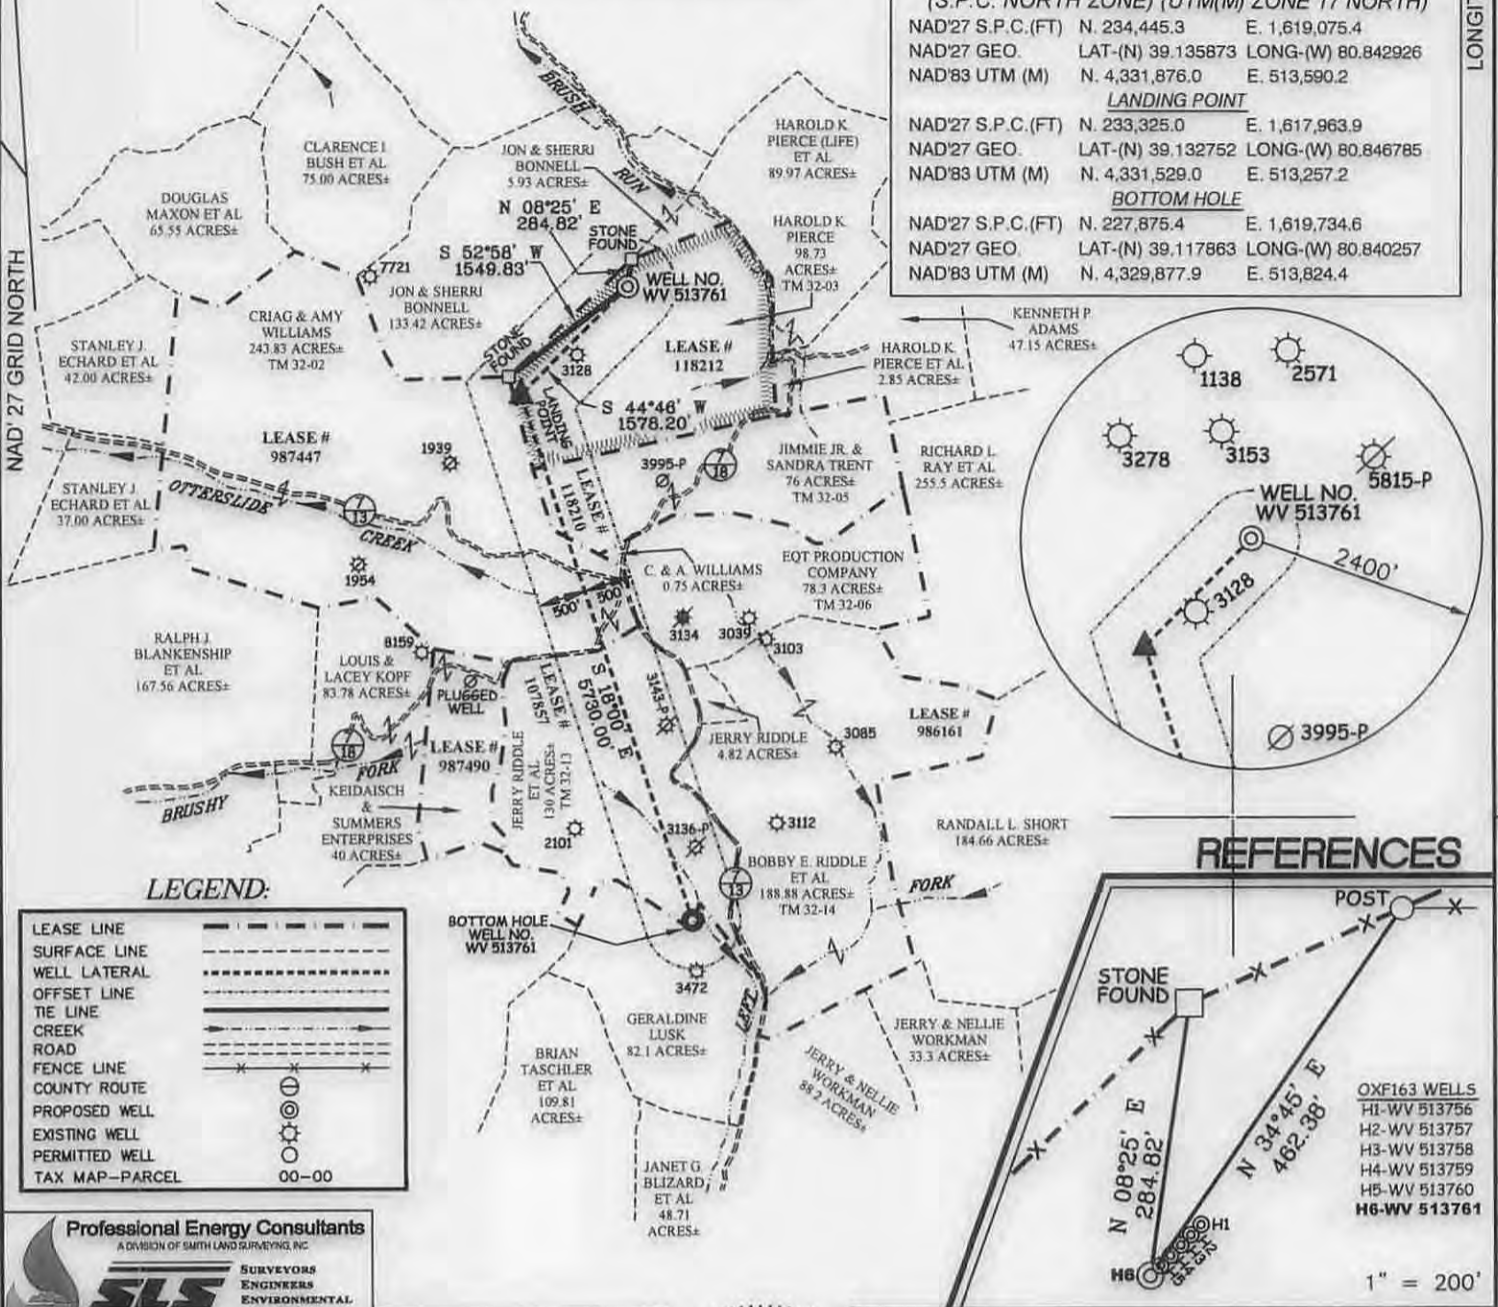 (S.P.C. NORTH ZONE) (UTM(M) ZONE 17 NORTH)
NAD'27 S.P.C.(FT) N. 234,445.3 E. 1,619,075.4
NAD'27 GEO. LAT-(N) 39.135873 LONG-(W) 80.842926
NAD'83 UTM (M) N. 4,331,876.0 E. 513,590.2
LANDING POINT
NAD'27 S.P.C.(FT) N. 233,325.0 E. 1,617,963.9
NAD'27 GEO. LAT-(N) 39.132752 LONG-(W) 80.846785
NAD'83 UTM (M) N. 4,331,529.0 E. 513,257.2
BOTTOM HOLE
NAD'27 S.P.C.(FT) N. 227,875.4 E. 1,619,734.6
NAD'27 GEO. LAT-(N) 39.117863 LONG-(W) 80.840257
NAD'83 UTM (M) N. 4,329,877.9 E. 513,824.4
NAD' 27 GRID NORTH
BRUSH
RUN
CLARENCE I.
BUSH ET AL
75.00 ACRES±
DOUGLAS
MAXON ET AL
65.55 ACRES±
JON & SHERRI
BONNELL
5.93 ACRES±
HAROLD K.
PIERCE (LIFE)
ET AL
89.97 ACRES±
N 08°25' E
284.82'
STONE
FOUND
S 52°58' W
1549.83'
WELL NO.
WV 513761
HAROLD K.
PIERCE
98.73
ACRES±
TM 32-03
7721
JON & SHERRI
BONNELL
133.42 ACRES±
CRIAG & AMY
WILLIAMS
243.83 ACRES±
TM 32-02
STANLEY J.
ECHARD ET AL
42.00 ACRES±
STONE
FOUND
3128
LEASE #
118212
HAROLD K.
PIERCE ET AL
2.85 ACRES±
KENNETH P.
ADAMS
47.15 ACRES±
LANDING
POINT
S 44°46' W
1578.20'
LEASE #
987447
1939
3995-P
7
18
JIMMIE JR. &
SANDRA TRENT
76 ACRES±
TM 32-05
RICHARD L.
RAY ET AL
255.5 ACRES±
STANLEY J.
ECHARD ET AL
37.00 ACRES±
OTTERSLIDE
7
13
CREEK
LEASE #
118210
1954
C. & A. WILLIAMS
0.75 ACRES±
EQT PRODUCTION
COMPANY
78.3 ACRES±
TM 32-06
500'
500'
3134
3039
3103
RALPH J.
BLANKENSHIP
ET AL
167.56 ACRES±
8159
LOUIS &
LACEY KOPF
83.78 ACRES±
PLUGGED
WELL
LEASE #
107857
S 18°00' E
5730.00'
3143-P
JERRY RIDDLE
4.82 ACRES±
3085
LEASE #
986161
7
18
LEASE #
987490
BRUSHY
FORK
KEIDAISCH
&
SUMMERS
ENTERPRISES
40 ACRES±
JERRY RIDDLE
ET AL
130 ACRES±
TM 32-13
2101
3136-P
3112
7
13
BOBBY E. RIDDLE
ET AL
188.88 ACRES±
TM 32-14
RANDALL L. SHORT
184.66 ACRES±
FORK
BOTTOM HOLE
WELL NO.
WV 513761
3472
LEFT
GERALDINE
LUSK
82.1 ACRES±
BRIAN
TASCHLER
ET AL
109.81
ACRES±
JERRY & NELLIE
WORKMAN
88.2 ACRES±
JERRY & NELLIE
WORKMAN
33.3 ACRES±
JANET G.
BLIZARD
ET AL
48.71
ACRES±
1138
2571
3278
3153
5815-P
WELL NO.
WV 513761
2400'
3128
3995-P
LEGEND:
LEASE LINE
SURFACE LINE
WELL LATERAL
OFFSET LINE
TIE LINE
CREEK
ROAD
FENCE LINE
COUNTY ROUTE
PROPOSED WELL
EXISTING WELL
PERMITTED WELL
TAX MAP-PARCEL 00-00
REFERENCES
POST
STONE
FOUND
N 08°25' E
284.82'
N 34°45' E
462.38'
H1
H2
H3
H4
H5
H6
OXF163 WELLS
H1-WV 513756
H2-WV 513757
H3-WV 513758
H4-WV 513759
H5-WV 513760
H6-WV 513761
1" = 200'
Professional Energy Consultants
A DIVISION OF SMITH LAND SURVEYING, INC.
SLS
SURVEYORS
ENGINEERS
ENVIRONMENTAL